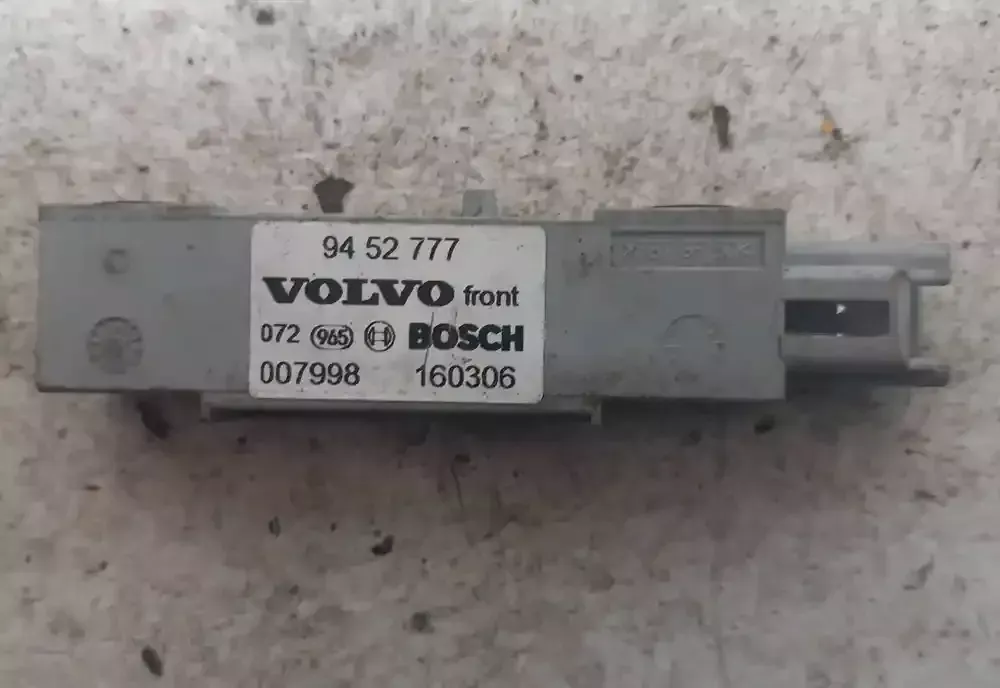 94 52 777
VOLVO front
072 965 BOSCH
007998 160306